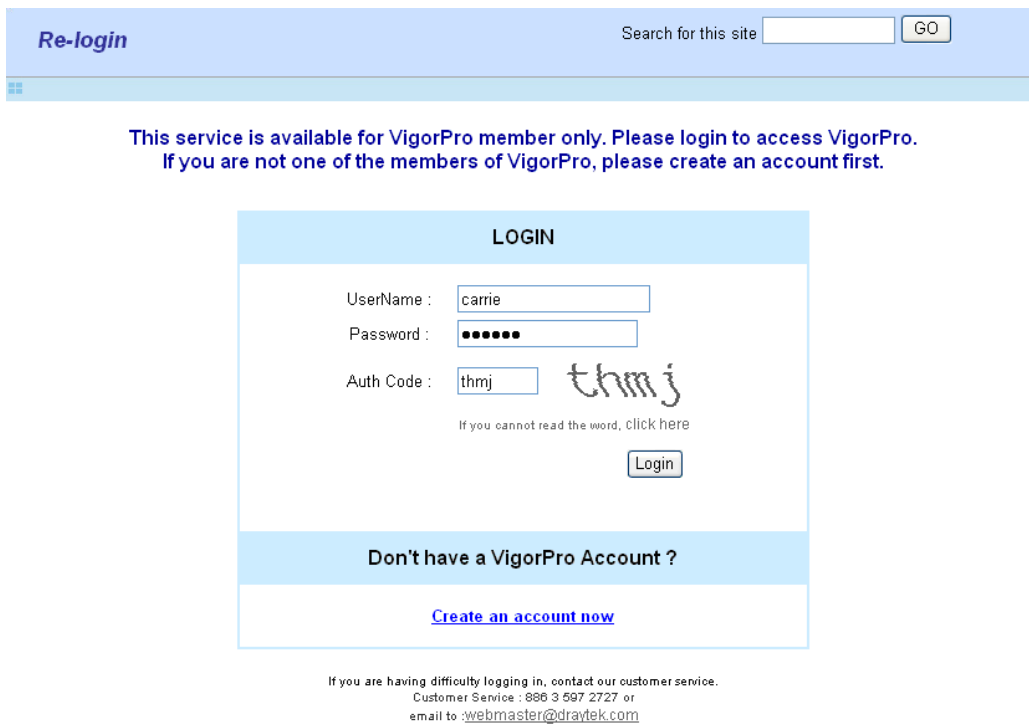 Re-login
Search for this site
GO
This service is available for VigorPro member only. Please login to access VigorPro.
If you are not one of the members of VigorPro, please create an account first.
LOGIN
UserName :
carrie
Password :
••••••
Auth Code :
thmj
thmj
If you cannot read the word, click here
Login
Don't have a VigorPro Account ?
Create an account now
If you are having difficulty logging in, contact our customer service.
Customer Service : 886 3 597 2727 or
email to :webmaster@draytek.com